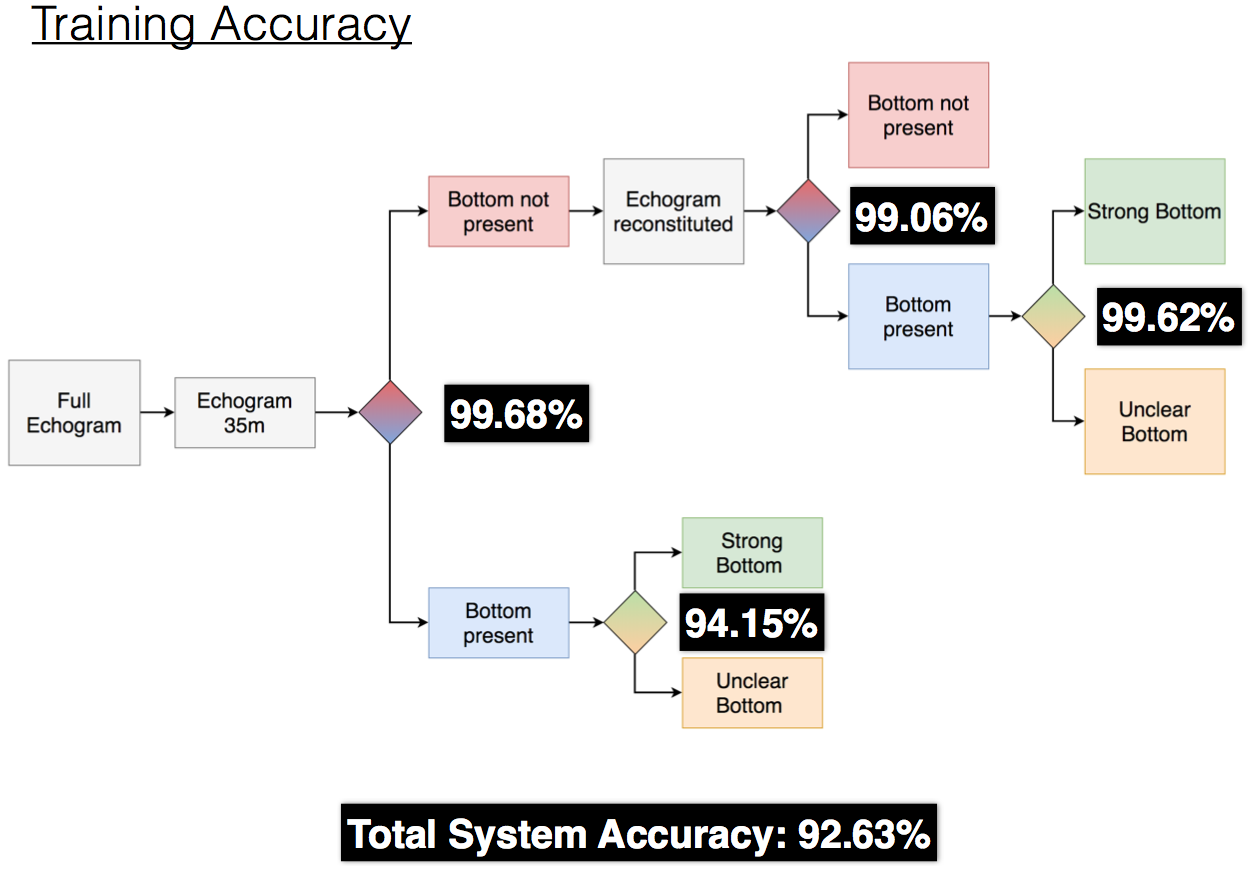 Training Accuracy
Bottom not
present
Bottom not
present
Echogram
reconstituted
99.06%
Strong Bottom
Bottom
present
99.62%
Full
Echogram
Echogram
35m
99.68%
Unclear
Bottom
Strong
Bottom
Bottom
present
94.15%
Unclear
Bottom
Total System Accuracy: 92.63%